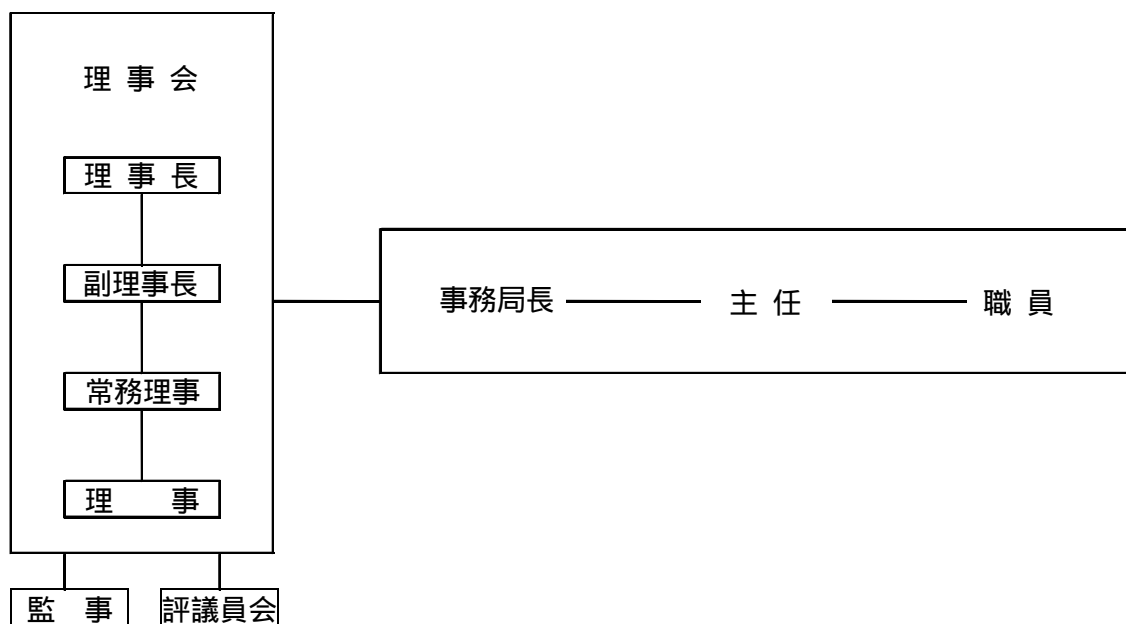 理事会
理事長
副理事長
事務局長 主任 職員
常務理事
理事
監事 評議員会